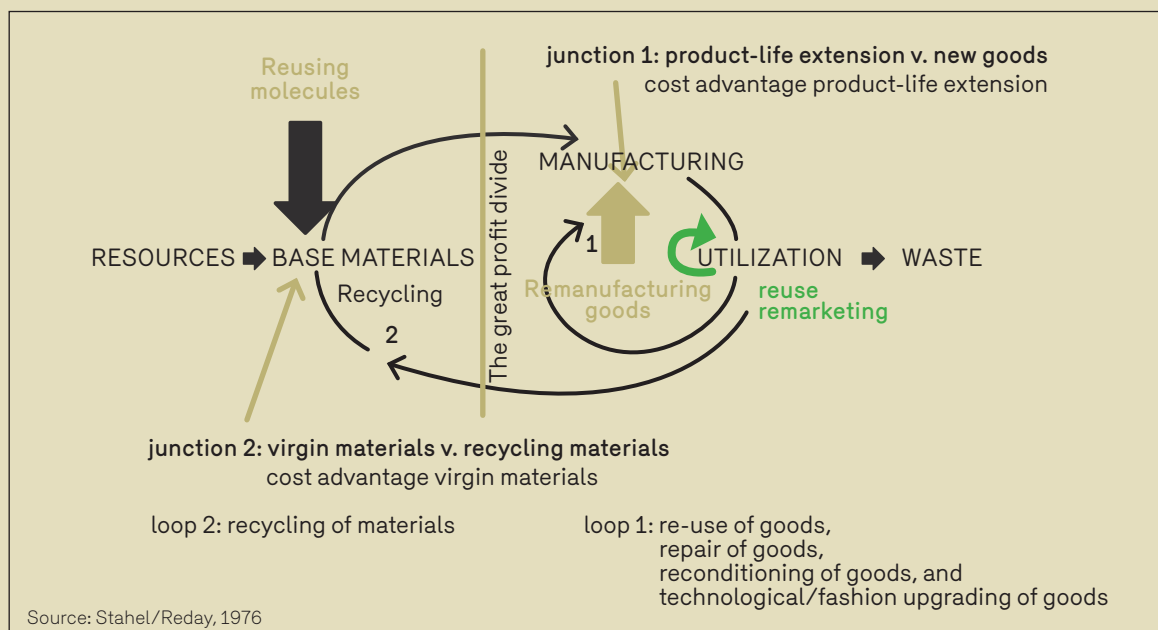 junction 1: product-life extension v. new goods
cost advantage product-life extension
Reusing
molecules
The great profit divide
MANUFACTURING
1
RESOURCES
BASE MATERIALS
UTILIZATION
WASTE
Recycling
Remanufacturing
goods
reuse
remarketing
2
junction 2: virgin materials v. recycling materials
cost advantage virgin materials
loop 2: recycling of materials
loop 1: re-use of goods,
repair of goods,
reconditioning of goods, and
technological/fashion upgrading of goods
Source: Stahel/Reday, 1976